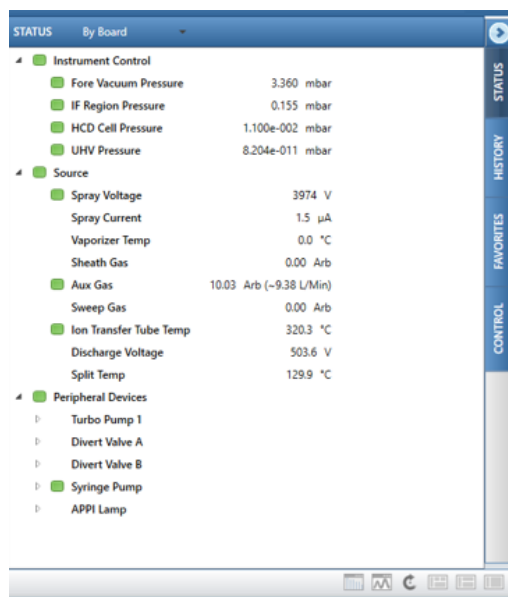 STATUS By Board
Instrument Control
Fore Vacuum Pressure 3.360 mbar
IF Region Pressure 0.155 mbar
HCD Cell Pressure 1.100e-002 mbar
UHV Pressure 8.204e-011 mbar
Source
Spray Voltage 3974 V
Spray Current 1.5 µA
Vaporizer Temp 0.0 °C
Sheath Gas 0.00 Arb
Aux Gas 10.03 Arb (~9.38 L/Min)
Sweep Gas 0.00 Arb
Ion Transfer Tube Temp 320.3 °C
Discharge Voltage 503.6 V
Split Temp 129.9 °C
Peripheral Devices
Turbo Pump 1
Divert Valve A
Divert Valve B
Syringe Pump
APPI Lamp
STATUS
HISTORY
FAVORITES
CONTROL